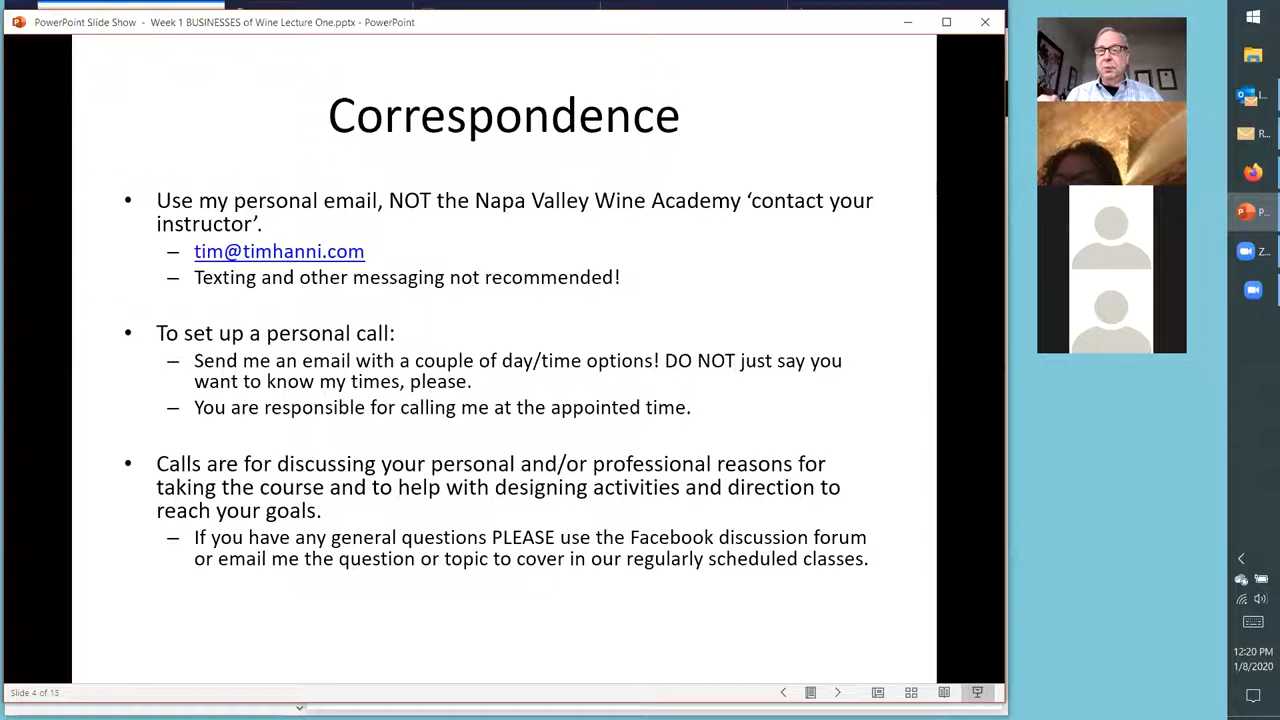 PowerPoint Slide Show - Week 1 BUSINESSES of Wine Lecture One.pptx - PowerPoint
Correspondence
• Use my personal email, NOT the Napa Valley Wine Academy ‘contact your
instructor’.
– tim@timhanni.com
– Texting and other messaging not recommended!
• To set up a personal call:
– Send me an email with a couple of day/time options! DO NOT just say you
want to know my times, please.
– You are responsible for calling me at the appointed time.
• Calls are for discussing your personal and/or professional reasons for
taking the course and to help with designing activities and direction to
reach your goals.
– If you have any general questions PLEASE use the Facebook discussion forum
or email me the question or topic to cover in our regularly scheduled classes.
Slide 4 of 15
I...
R...
P...
Z...
12:20 PM
1/8/2020